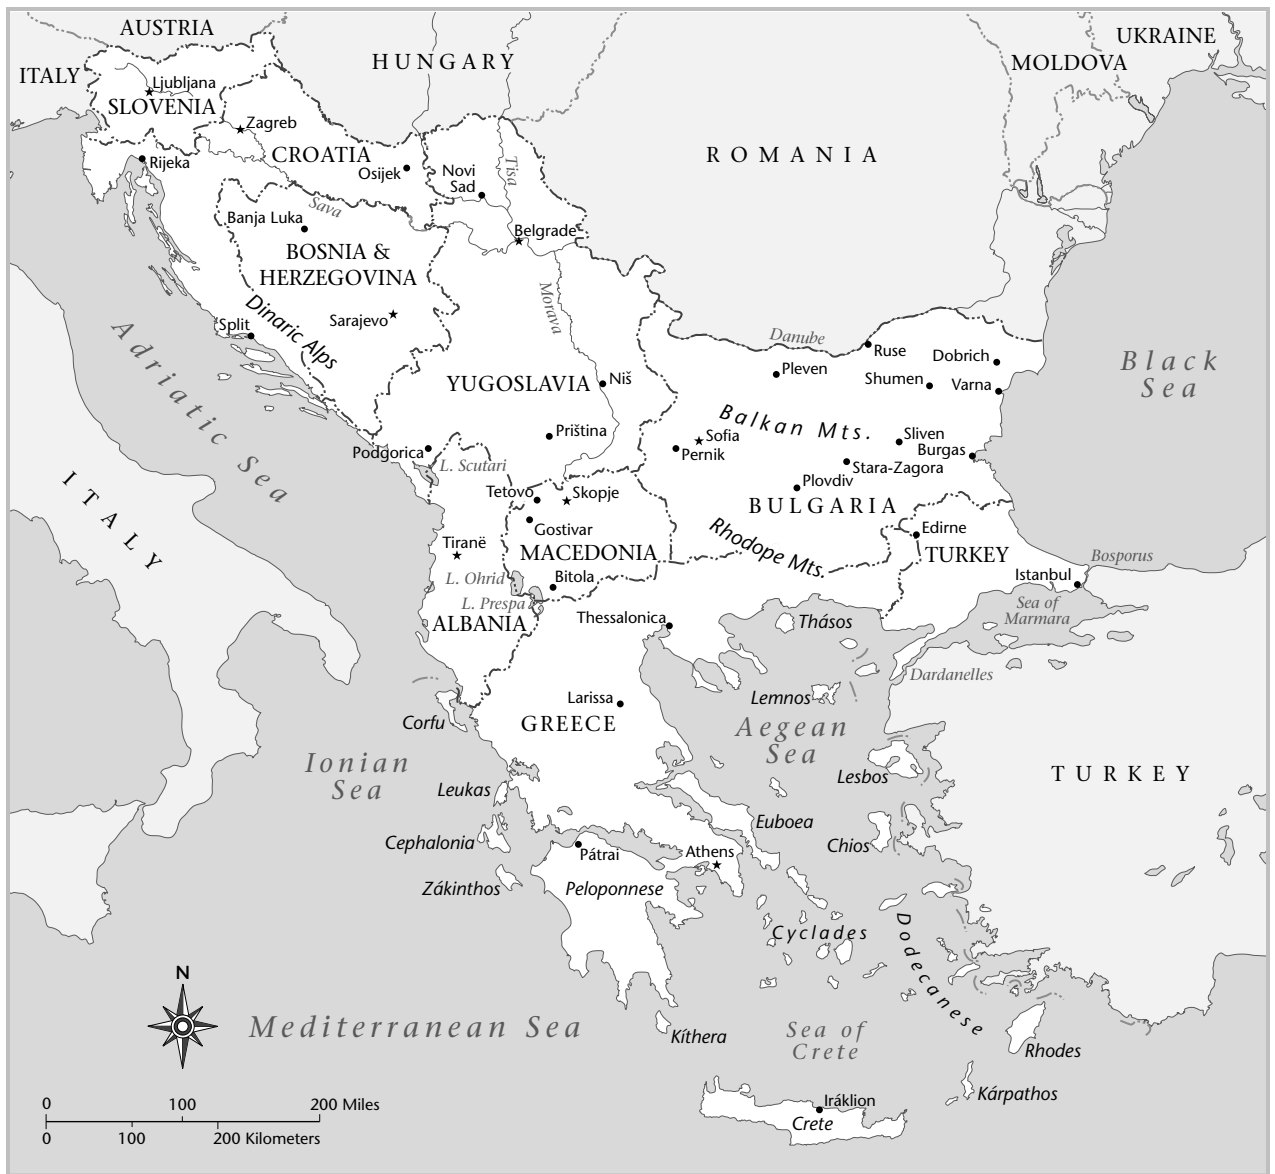 AUSTRIA
UKRAINE
ITALY
HUNGARY
MOLDOVA
Ljubljana
SLOVENIA
Zagreb
CROATIA
ROMANIA
Rijeka
Osijek
Novi
Sad
Tisa
Sava
Banja Luka
Belgrade
BOSNIA &
HERZEGOVINA
Morava
Dinaric Alps
Sarajevo
Split
Danube
Ruse
Dobrich
Adriatic Sea
Pleven
Shumen
Varna
Black
Sea
YUGOSLAVIA
Niš
Balkan Mts.
Priština
Sofia
Sliven
Podgorica
Pernik
Burgas
L. Scutari
Stara-Zagora
ITALY
Tetovo
Skopje
Plovdiv
BULGARIA
Gostivar
Rhodope Mts.
Edirne
Tiranë
MACEDONIA
TURKEY
Bosporus
L. Ohrid
Bitola
Istanbul
L. Prespa
Sea of
Marmara
ALBANIA
Thessalonica
Thásos
Dardanelles
Larissa
Lemnos
Corfu
GREECE
Aegean
Sea
Ionian
Sea
Lesbos
TURKEY
Leukas
Euboea
Cephalonia
Chios
Pátrai
Athens
Zákinthos
Peloponnese
Cyclades
Dodecanese
N
Mediterranean Sea
Kíthera
Sea of
Crete
Rhodes
Kárpathos
Iráklion
Crete
0 100 200 Miles
0 100 200 Kilometers